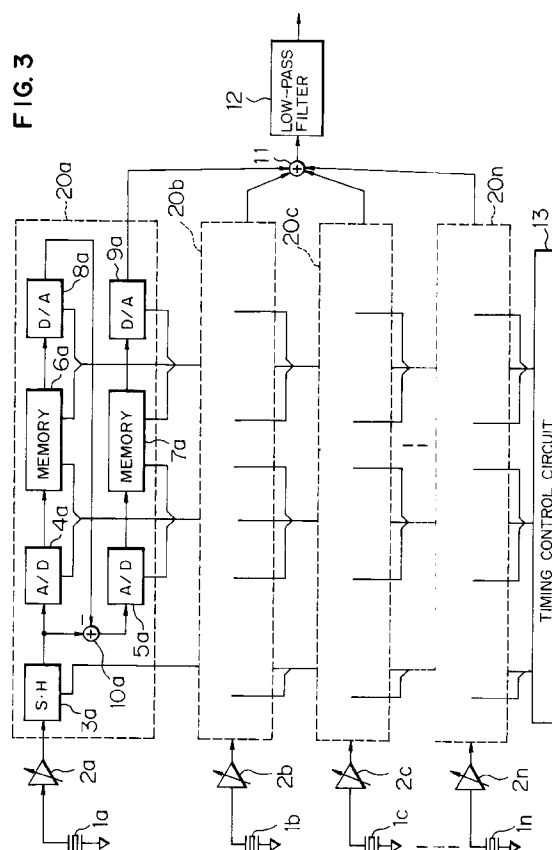 FIG. 3
20a
8a
D/A
9a
D/A
6a
MEMORY
7a
MEMORY
4a
A/D
5a
A/D
10a
3a
S·H
2a
1a
−
+
11
+
12
LOW-PASS
FILTER
20b
2b
1b
20c
2c
1c
20n
2n
1n
13
TIMING CONTROL CIRCUIT